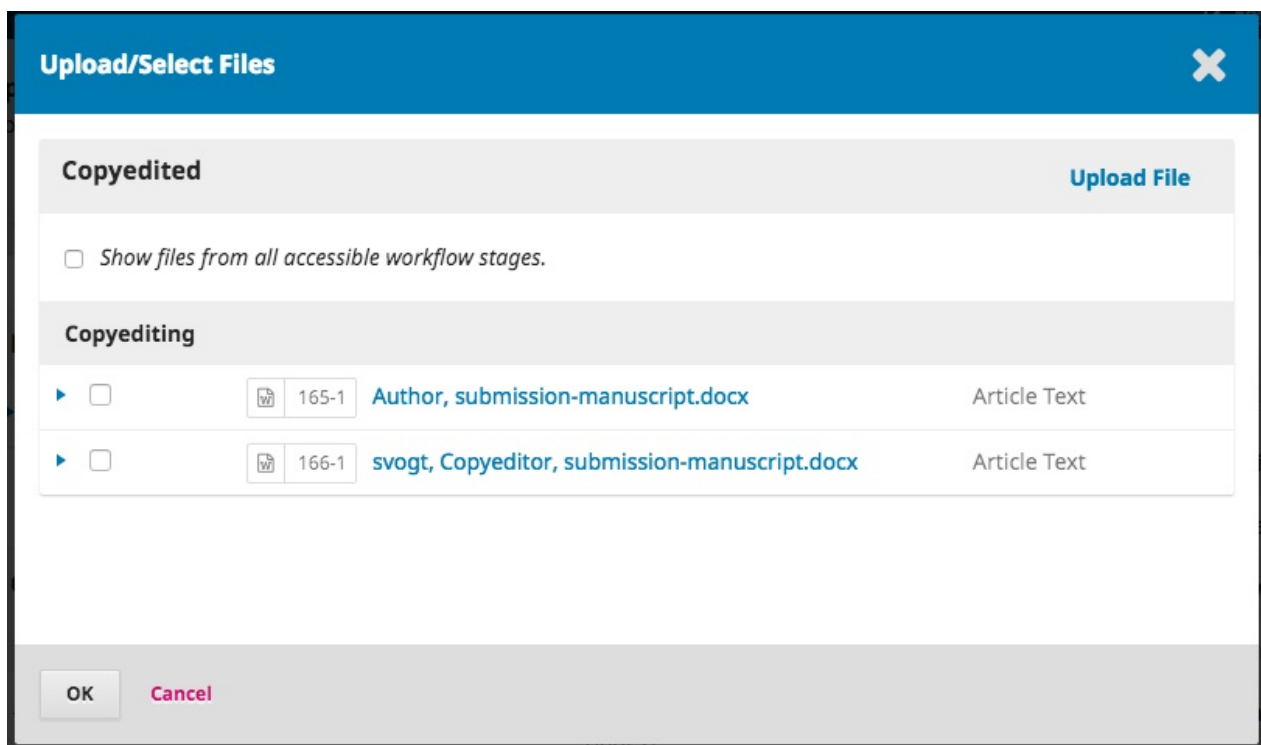 Upload/Select Files
Copyedited
Upload File
Show files from all accessible workflow stages.
Copyediting
165-1 Author, submission-manuscript.docx Article Text
166-1 svogt, Copyeditor, submission-manuscript.docx Article Text
OK Cancel